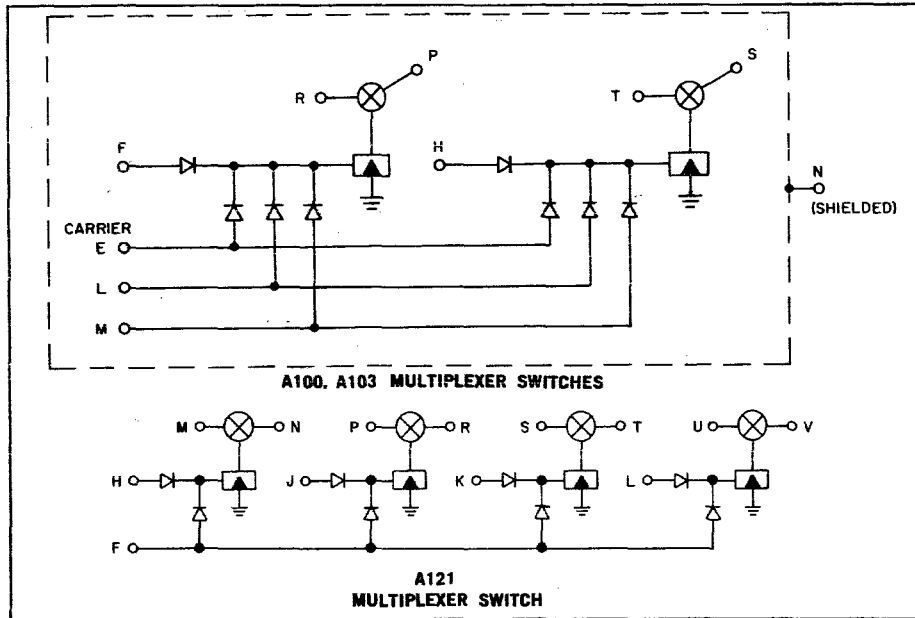 P
S
R
T
F
H
N
(SHIELDED)
CARRIER
E
L
M
A100, A103 MULTIPLEXER SWITCHES
M N P R S T U V
H J K L
F
A121
MULTIPLEXER SWITCH